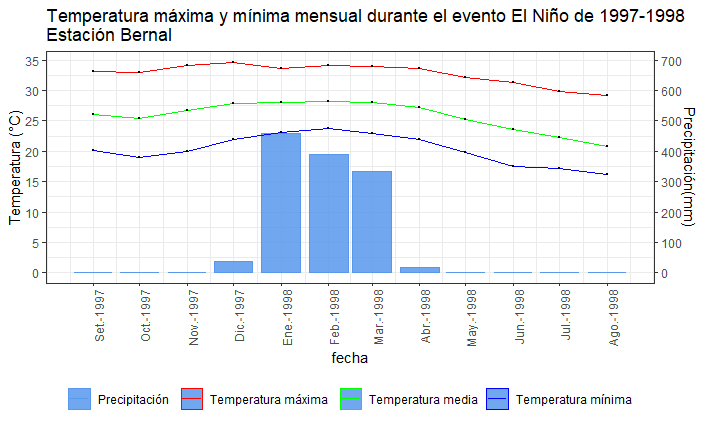 Temperatura máxima y mínima mensual durante el evento El Niño de 1997-1998
Estación Bernal
Temperatura (°C)
35
30
25
20
15
10
5
0
700
600
500
400
300
200
100
0
Precipitación(mm)
Set.-1997
Oct.-1997
Nov.-1997
Dic.-1997
Ene.-1998
Feb.-1998
Mar.-1998
Abr.-1998
May.-1998
Jun.-1998
Jul.-1998
Ago.-1998
fecha
Precipitación
Temperatura máxima
Temperatura media
Temperatura mínima